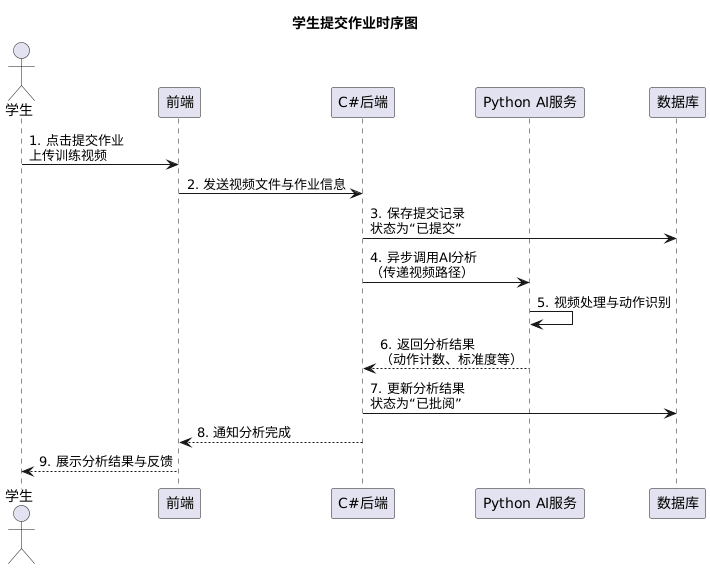 学生提交作业时序图
学生
前端
C#后端
Python AI服务
数据库
1. 点击提交作业
上传训练视频
2. 发送视频文件与作业信息
3. 保存提交记录
状态为“已提交”
4. 异步调用AI分析
（传递视频路径）
5. 视频处理与动作识别
6. 返回分析结果
（动作计数、标准度等）
7. 更新分析结果
状态为“已批阅”
8. 通知分析完成
9. 展示分析结果与反馈
学生
前端
C#后端
Python AI服务
数据库